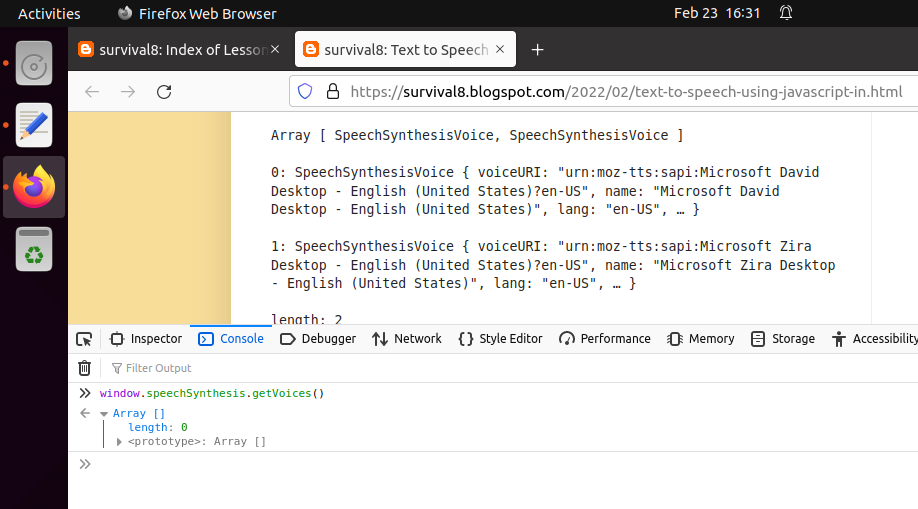 Activities Firefox Web Browser Feb 23 16:31
survival8: Index of Lesson survival8: Text to Speech
https://survival8.blogspot.com/2022/02/text-to-speech-using-javascript-in.html
Array [ SpeechSynthesisVoice, SpeechSynthesisVoice ]
0: SpeechSynthesisVoice { voiceURI: "urn:moz-tts:sapi:Microsoft David
Desktop - English (United States)?en-US", name: "Microsoft David
Desktop - English (United States)", lang: "en-US", … }
1: SpeechSynthesisVoice { voiceURI: "urn:moz-tts:sapi:Microsoft Zira
Desktop - English (United States)?en-US", name: "Microsoft Zira Desktop
- English (United States)", lang: "en-US", … }
length: 2
Inspector Console Debugger Network Style Editor Performance Memory Storage Accessibility
Filter Output
window.speechSynthesis.getVoices()
Array []
length: 0
<prototype>: Array []